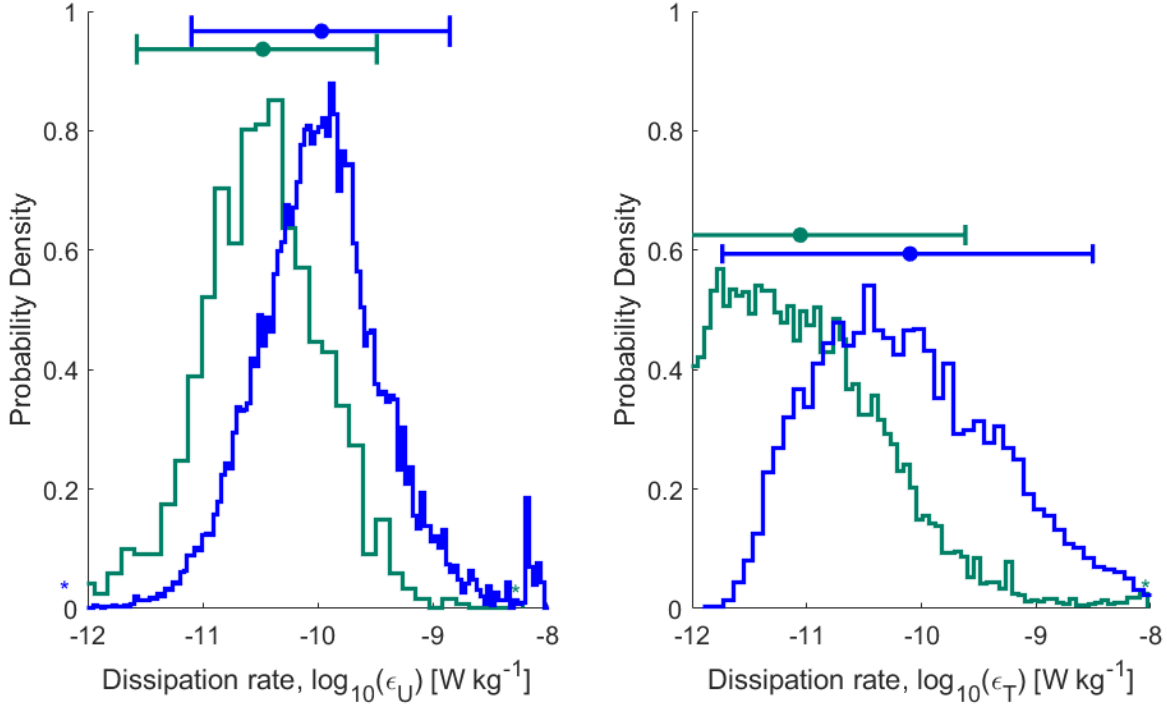 1
0.8
0.6
0.4
0.2
0
Probability Density
*
*
-12 -11 -10 -9 -8
Dissipation rate, log10(ϵU) [W kg-1]
1
0.8
0.6
0.4
0.2
0
Probability Density
*
-12 -11 -10 -9 -8
Dissipation rate, log10(ϵT) [W kg-1]